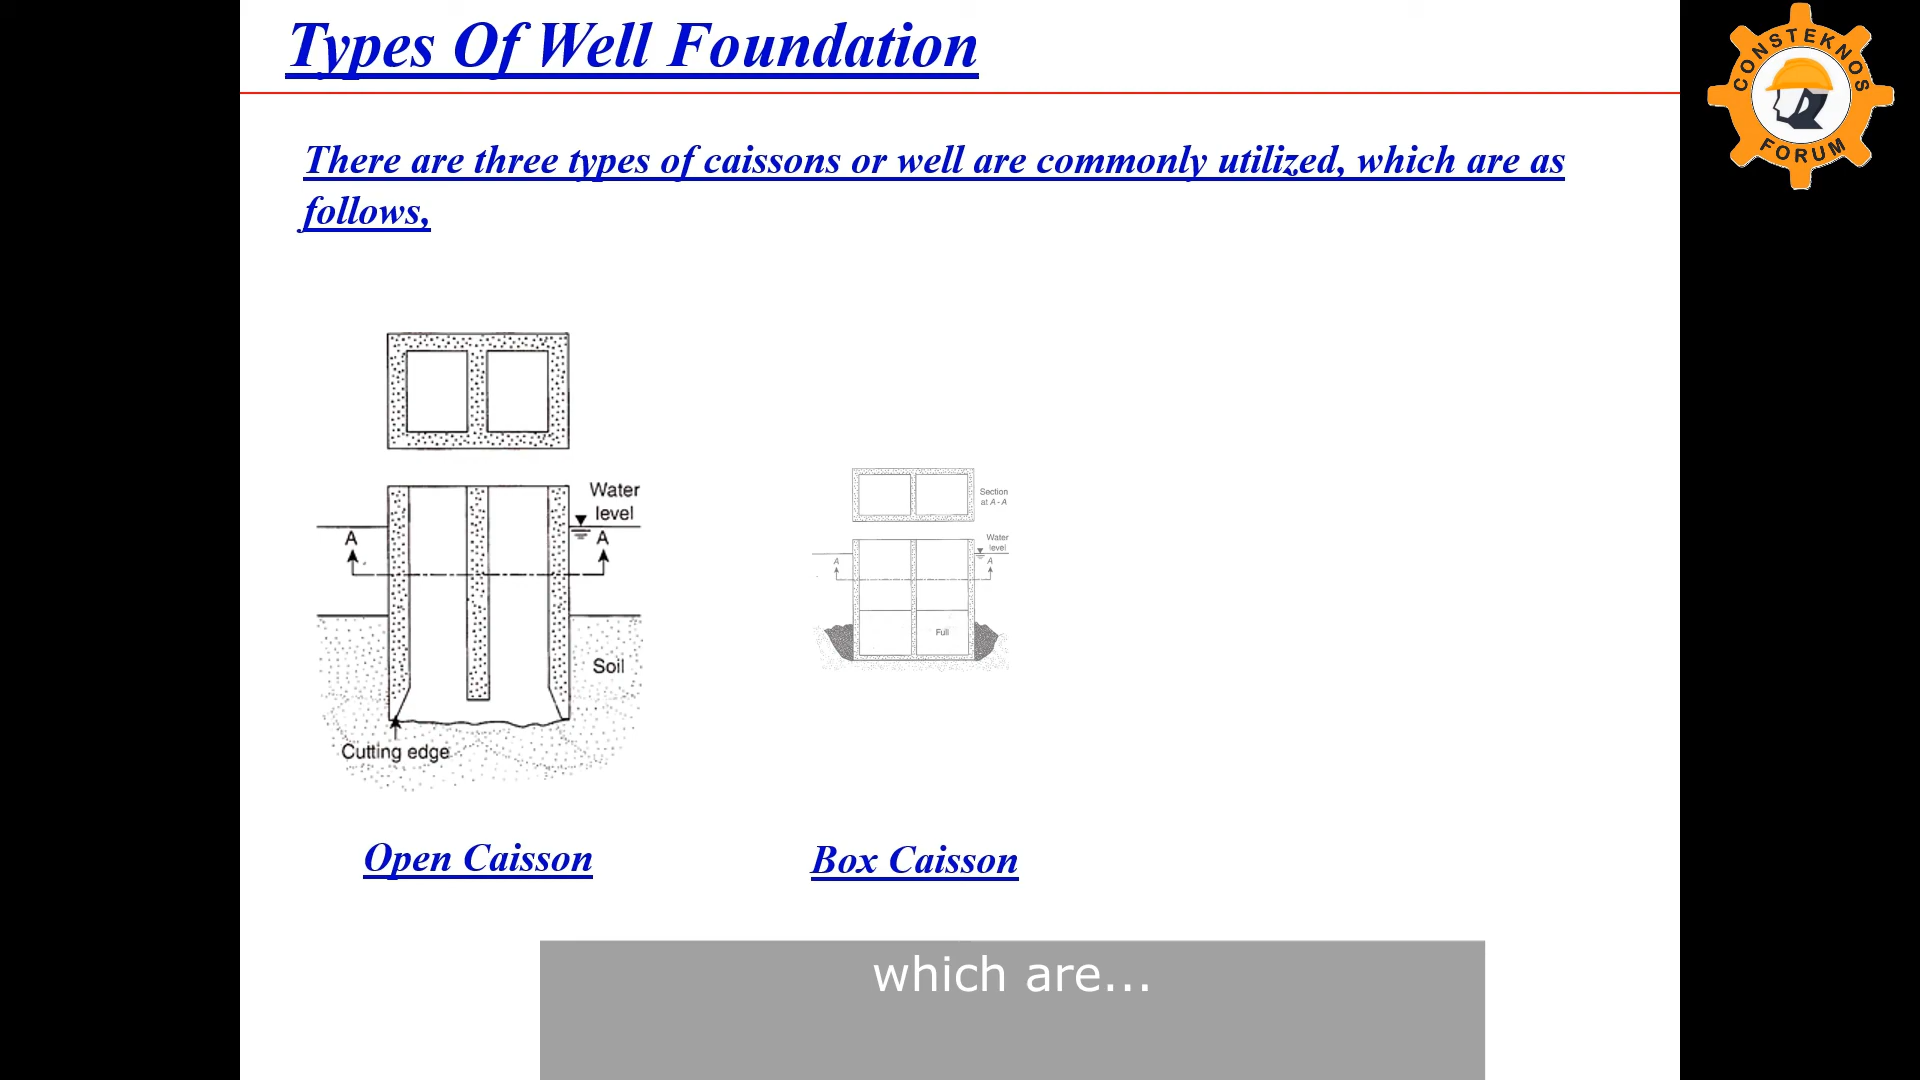 Types Of Well Foundation
CONSTEKNOS
FORUM
There are three types of caissons or well are commonly utilized, which are as
follows,
Water
level
A
A
Soil
Cutting edge
Section
at A - A
Water
level
A
A
Full
Open Caisson
Box Caisson
which are...